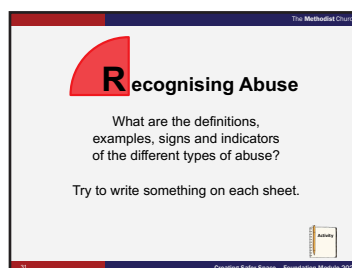 The Methodist Church
Recognising Abuse
What are the definitions,
examples, signs and indicators
of the different types of abuse?
Try to write something on each sheet.
Activity
31
Creating Safer Space – Foundation Module